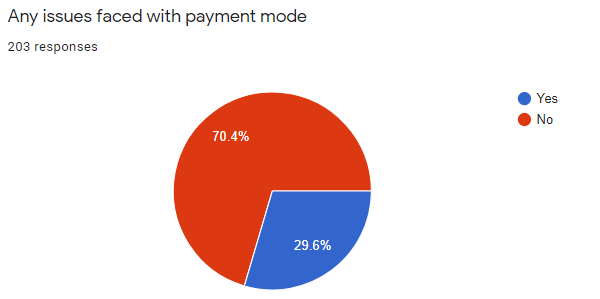 Any issues faced with payment mode
203 responses
Yes
No
70.4%
29.6%